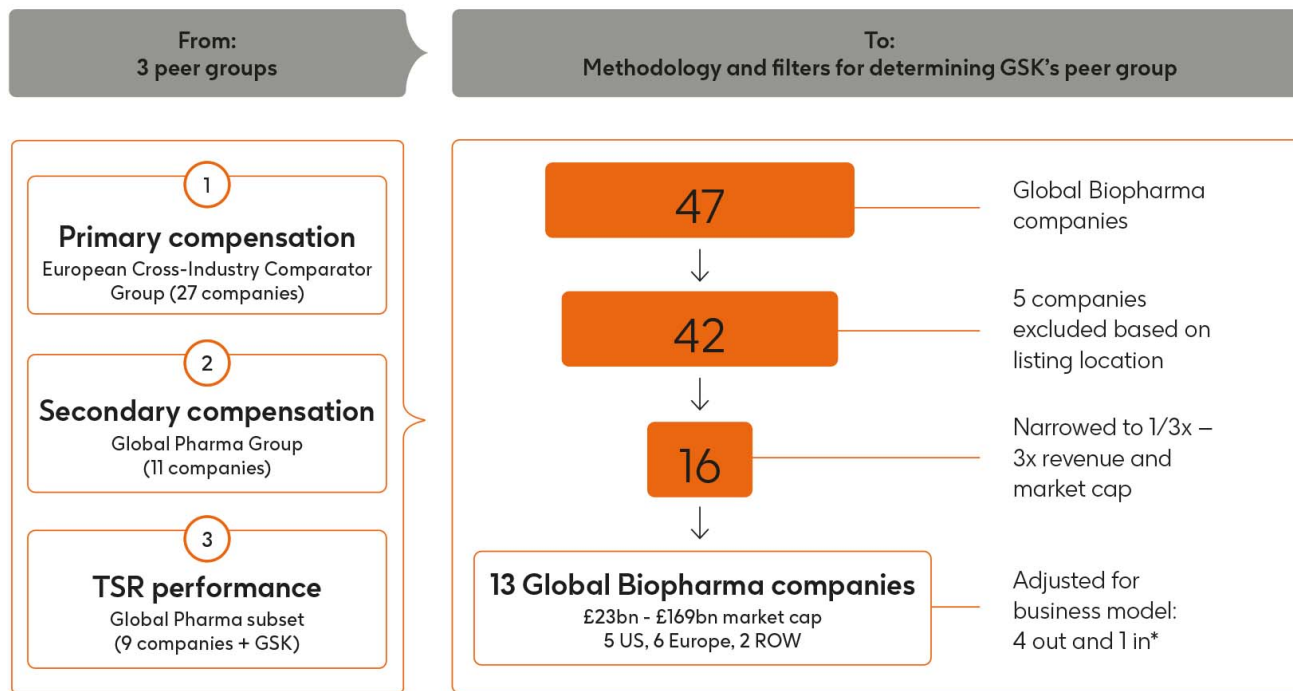 From:
3 peer groups
To:
Methodology and filters for determining GSK's peer group
1
Primary compensation
European Cross-Industry Comparator
Group (27 companies)
2
Secondary compensation
Global Pharma Group
(11 companies)
3
TSR performance
Global Pharma subset
(9 companies + GSK)
47
Global Biopharma
companies
42
5 companies
excluded based on
listing location
16
Narrowed to 1/3x –
3x revenue and
market cap
13 Global Biopharma companies
£23bn - £169bn market cap
5 US, 6 Europe, 2 ROW
Adjusted for
business model:
4 out and 1 in*